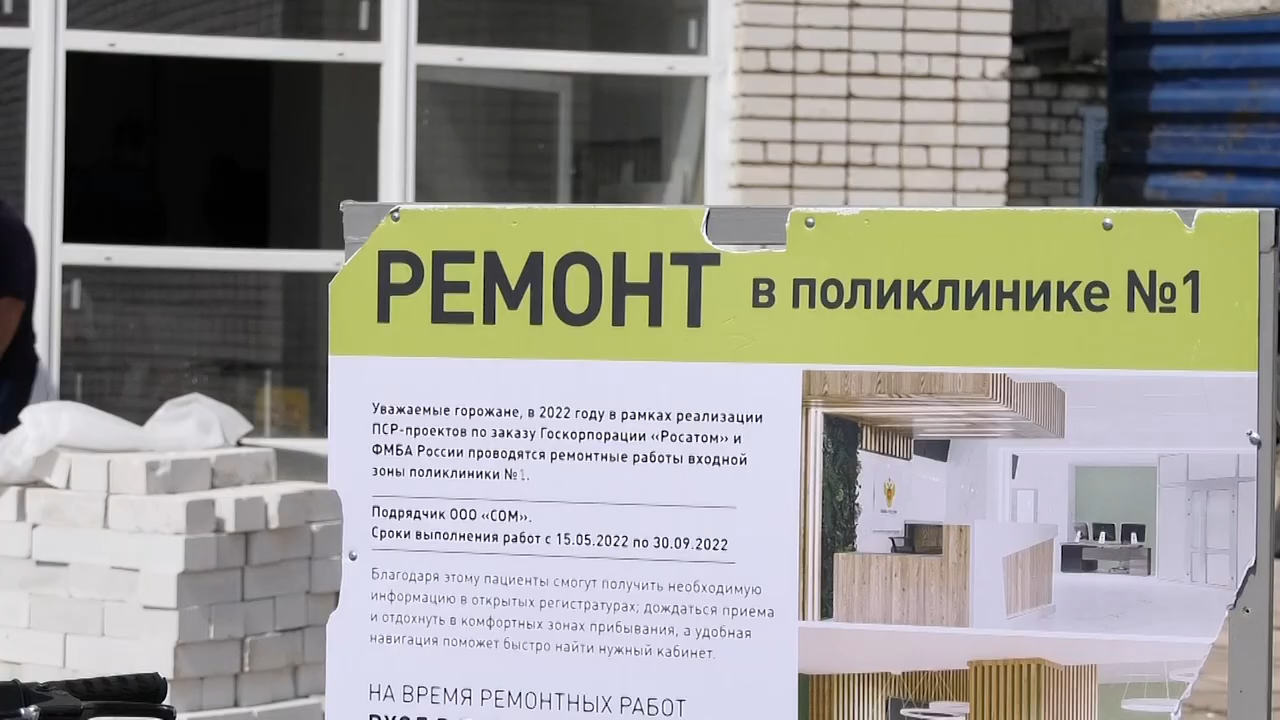 РЕМОНТ в поликлинике №1
Уважаемые горожане, в 2022 году в рамках реализации
ПСР-проектов по заказу Госкорпорации «Росатом» и
ФМБА России проводятся ремонтные работы входной
зоны поликлиники №1.
Подрядчик ООО «СОМ».
Сроки выполнения работ с 15.05.2022 по 30.09.2022
Благодаря этому пациенты смогут получить необходимую
информацию в открытых регистратурах; дождаться приема
и отдохнуть в комфортных зонах прибывания, а удобная
навигация поможет быстро найти нужный кабинет.
НА ВРЕМЯ РЕМОНТНЫХ РАБОТ